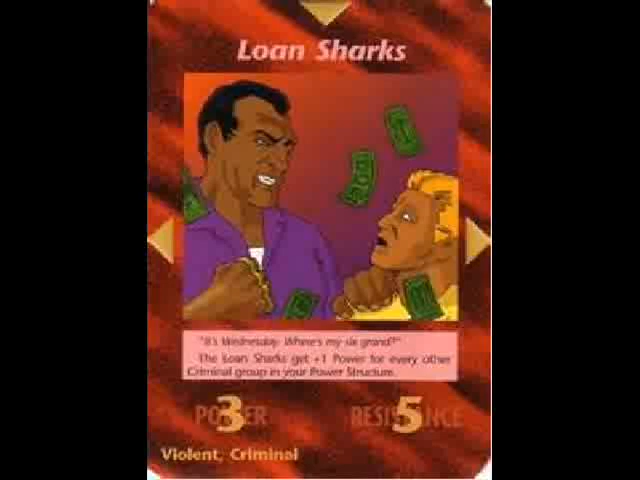 Loan Sharks
"It's Wednesday. Where's my six grand?"
The Loan Sharks get +1 Power for every other
Criminal group in your Power Structure.
POWER 3 RESISTANCE 5
Violent, Criminal